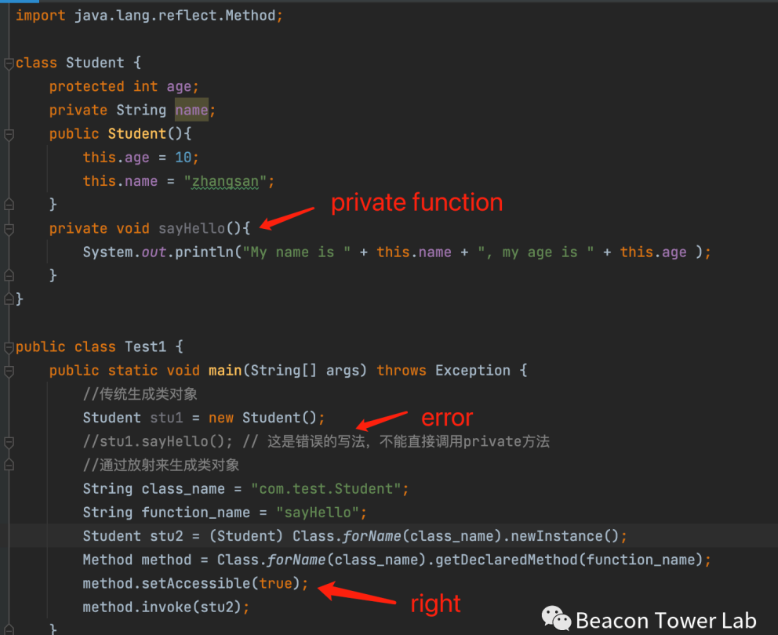 import java.lang.reflect.Method;
class Student {
protected int age;
private String name;
public Student(){
this.age = 10;
this.name = "zhangsan";
}
private function
private void sayHello(){
System.out.println("My name is " + this.name + ", my age is " + this.age );
}
}
public class Test1 {
public static void main(String[] args) throws Exception {
//传统生成类对象
Student stu1 = new Student();
error
//stu1.sayHello(); // 这是错误的写法，不能直接调用private方法
//通过放射来生成类对象
String class_name = "com.test.Student";
String function_name = "sayHello";
Student stu2 = (Student) Class.forName(class_name).newInstance();
Method method = Class.forName(class_name).getDeclaredMethod(function_name);
method.setAccessible(true);
right
method.invoke(stu2);
}
Beacon Tower Lab